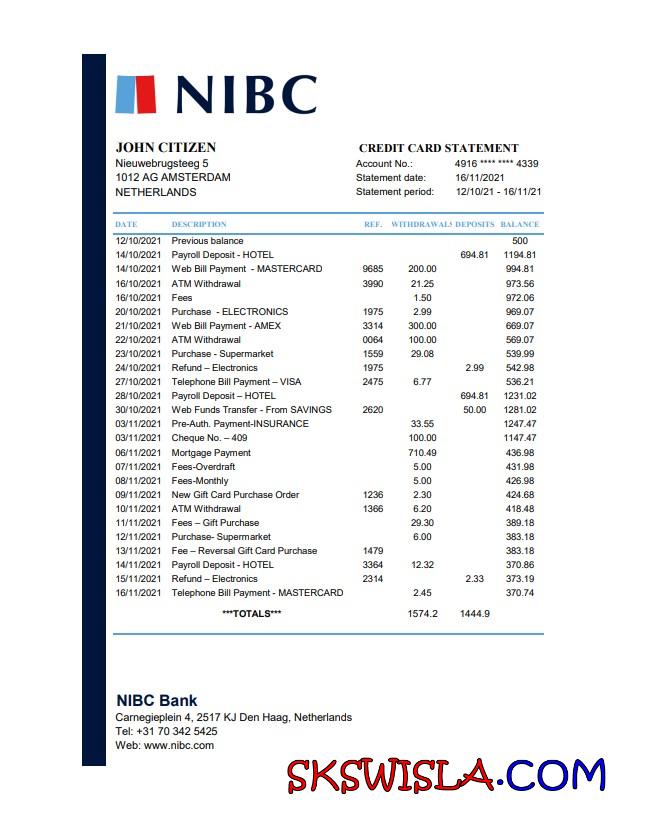 NIBC
JOHN CITIZEN
Nieuwebrugsteeg 5
1012 AG AMSTERDAM
NETHERLANDS
CREDIT CARD STATEMENT
Account No.: 4916 **** **** 4339
Statement date: 16/11/2021
Statement period: 12/10/21 - 16/11/21
DATE DESCRIPTION REF. WITHDRAWALS DEPOSITS BALANCE
12/10/2021 Previous balance 500
14/10/2021 Payroll Deposit - HOTEL 694.81 1194.81
14/10/2021 Web Bill Payment - MASTERCARD 9685 200.00 994.81
16/10/2021 ATM Withdrawal 3990 21.25 973.56
16/10/2021 Fees 1.50 972.06
20/10/2021 Purchase - ELECTRONICS 1975 2.99 969.07
21/10/2021 Web Bill Payment - AMEX 3314 300.00 669.07
22/10/2021 ATM Withdrawal 0064 100.00 569.07
23/10/2021 Purchase - Supermarket 1559 29.08 539.99
24/10/2021 Refund – Electronics 1975 2.99 542.98
27/10/2021 Telephone Bill Payment – VISA 2475 6.77 536.21
28/10/2021 Payroll Deposit – HOTEL 694.81 1231.02
30/10/2021 Web Funds Transfer - From SAVINGS 2620 50.00 1281.02
03/11/2021 Pre-Auth. Payment-INSURANCE 33.55 1247.47
03/11/2021 Cheque No. – 409 100.00 1147.47
06/11/2021 Mortgage Payment 710.49 436.98
07/11/2021 Fees-Overdraft 5.00 431.98
08/11/2021 Fees-Monthly 5.00 426.98
09/11/2021 New Gift Card Purchase Order 1236 2.30 424.68
10/11/2021 ATM Withdrawal 1366 6.20 418.48
11/11/2021 Fees – Gift Purchase 29.30 389.18
12/11/2021 Purchase- Supermarket 6.00 383.18
13/11/2021 Fee – Reversal Gift Card Purchase 1479 383.18
14/11/2021 Payroll Deposit - HOTEL 3364 12.32 370.86
15/11/2021 Refund – Electronics 2314 2.33 373.19
16/11/2021 Telephone Bill Payment - MASTERCARD 2.45 370.74
***TOTALS*** 1574.2 1444.9
NIBC Bank
Carnegieplein 4, 2517 KJ Den Haag, Netherlands
Tel: +31 70 342 5425
Web: www.nibc.com
SKSWISLA.COM